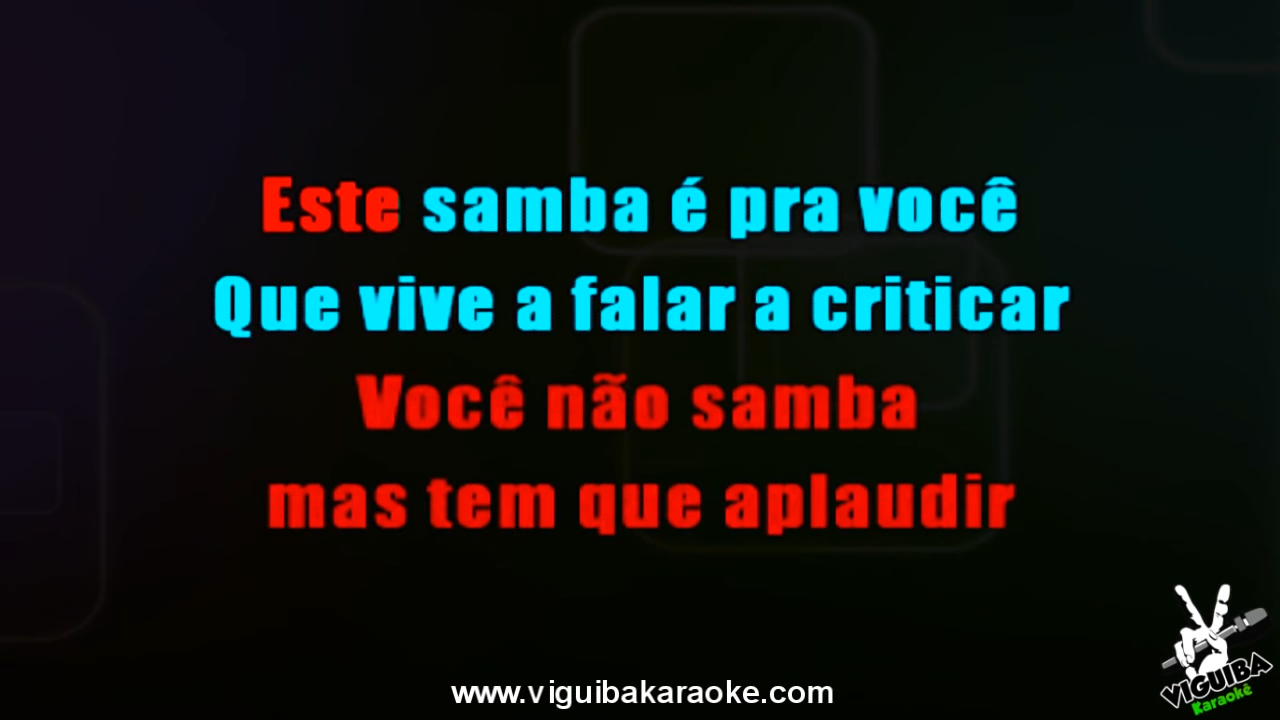 Este samba é pra você
Que vive a falar a criticar
Você não samba
mas tem que aplaudir
www.viguibakaraoke.com
VIGUIBA
Karaokê